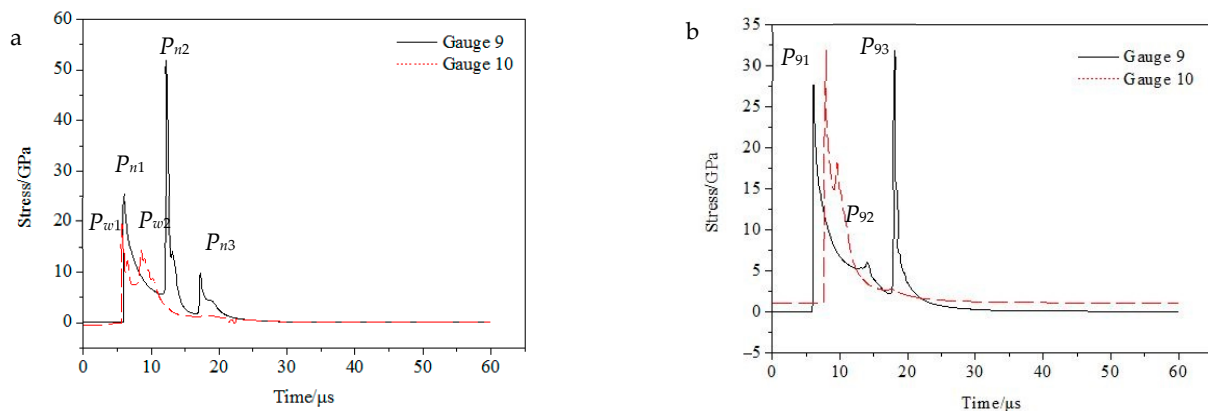 a
60
50
40
30
20
10
0
Stress/GPa
Gauge 9
Gauge 10
Pn2
Pn1
Pw1
Pw2
Pn3
0 10 20 30 40 50 60
Time/μs
b
35
30
25
20
15
10
5
0
−5
Stress/GPa
P91
P93
Gauge 9
Gauge 10
P92
0 10 20 30 40 50 60
Time/μs